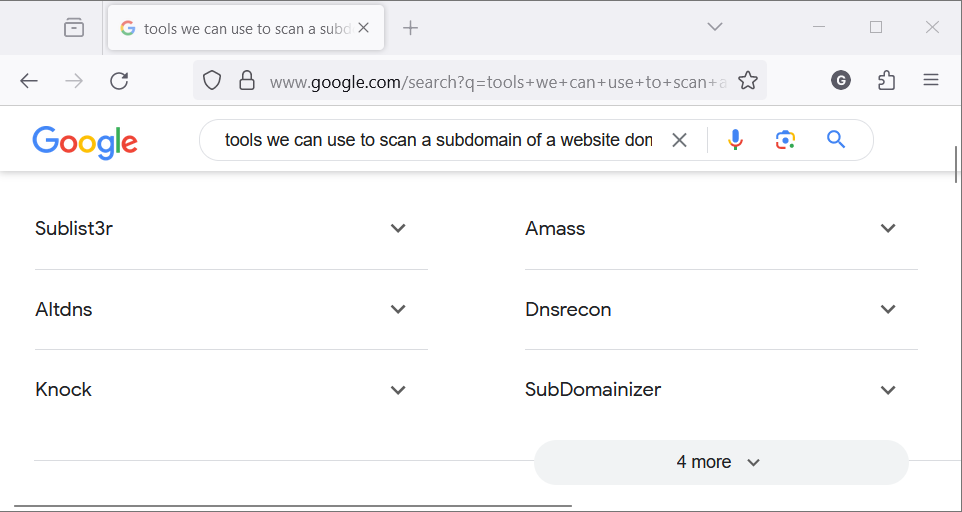 tools we can use to scan a subd
www.google.com/search?q=tools+we+can+use+to+scan+a
G
Google
tools we can use to scan a subdomain of a website don
Sublist3r
Amass
Altdns
Dnsrecon
Knock
SubDomainizer
4 more